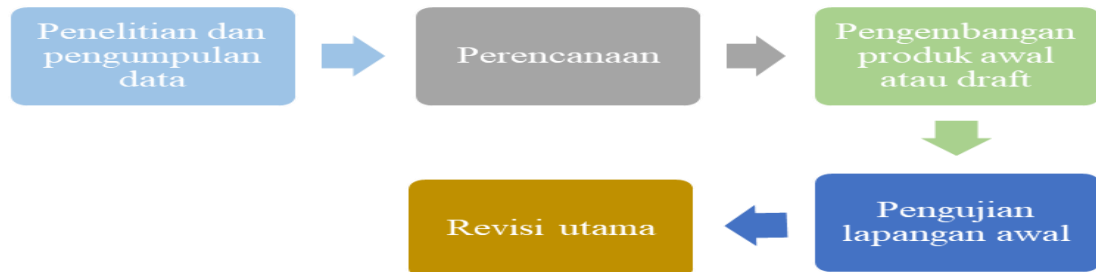 Penelitian dan
pengumpulan
data
Perencanaan
Pengembangan
produk awal
atau draft
Pengujian
lapangan awal
Revisi utama